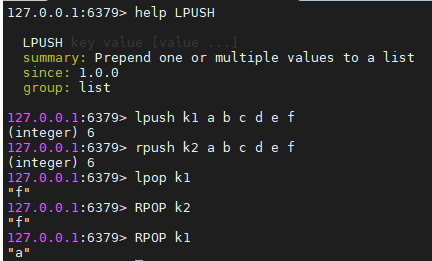 127.0.0.1:6379> help LPUSH
LPUSH key value [value ...]
summary: Prepend one or multiple values to a list
since: 1.0.0
group: list
127.0.0.1:6379> lpush k1 a b c d e f
(integer) 6
127.0.0.1:6379> rpush k2 a b c d e f
(integer) 6
127.0.0.1:6379> lpop k1
"f"
127.0.0.1:6379> RPOP k2
"f"
127.0.0.1:6379> RPOP k1
"a"